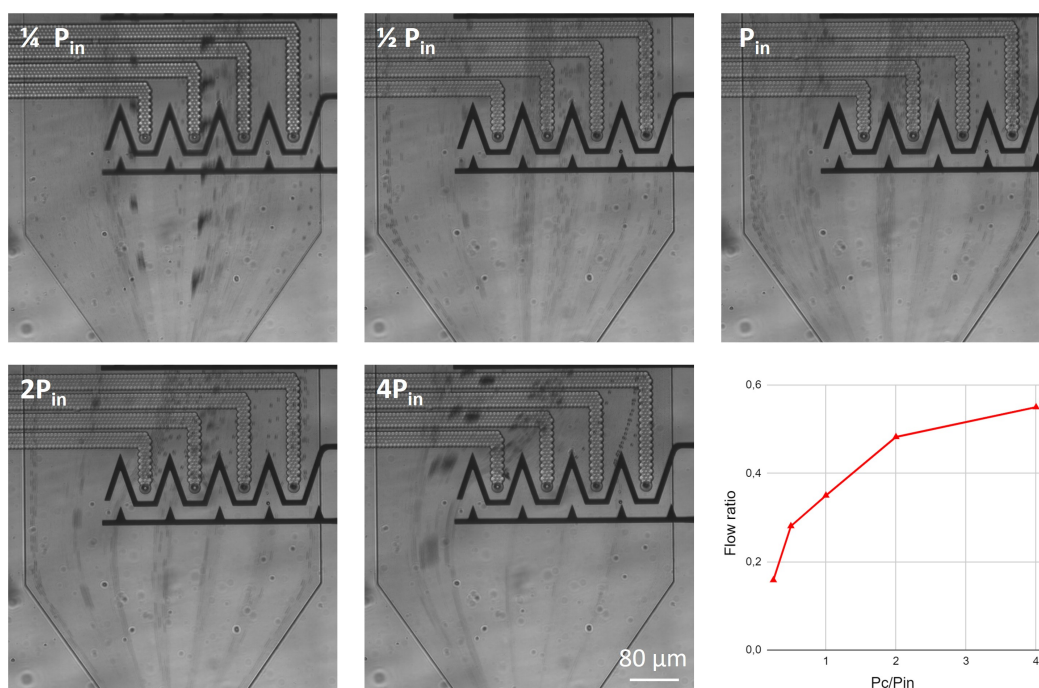 ¼ Pin
½ Pin
Pin
2Pin
4Pin
80 µm
0,6
0,4
0,2
0,0
Flow ratio
1
2
3
4
Pc/Pin